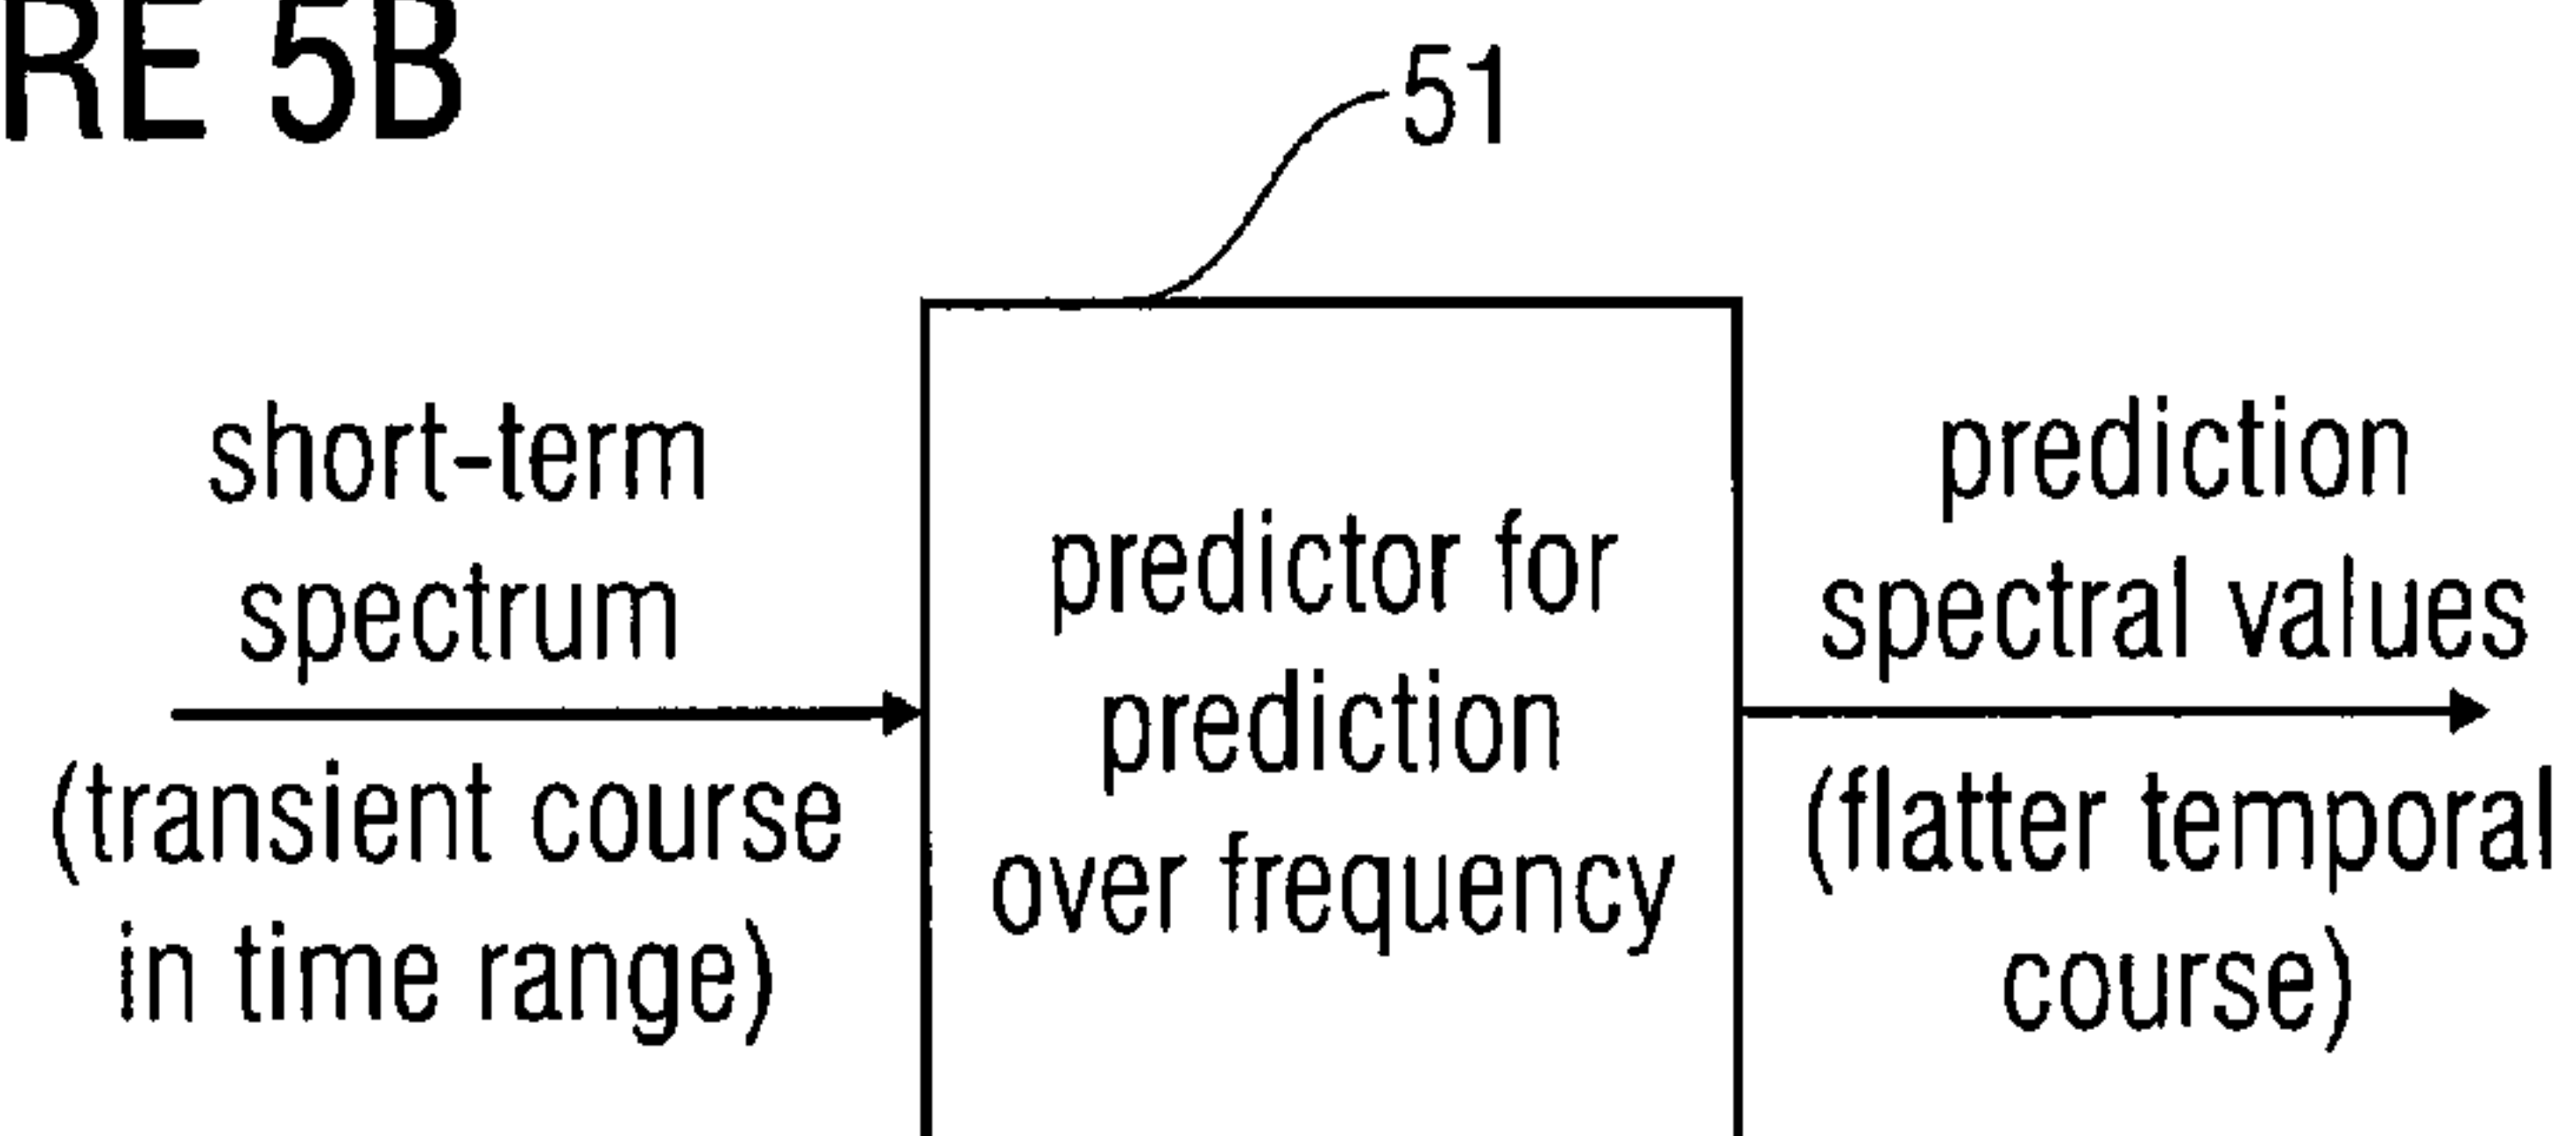 RE 5B
51
short-term
spectrum
(transient course
in time range)
predictor for
prediction
over frequency
prediction
spectral values
(flatter temporal
course)